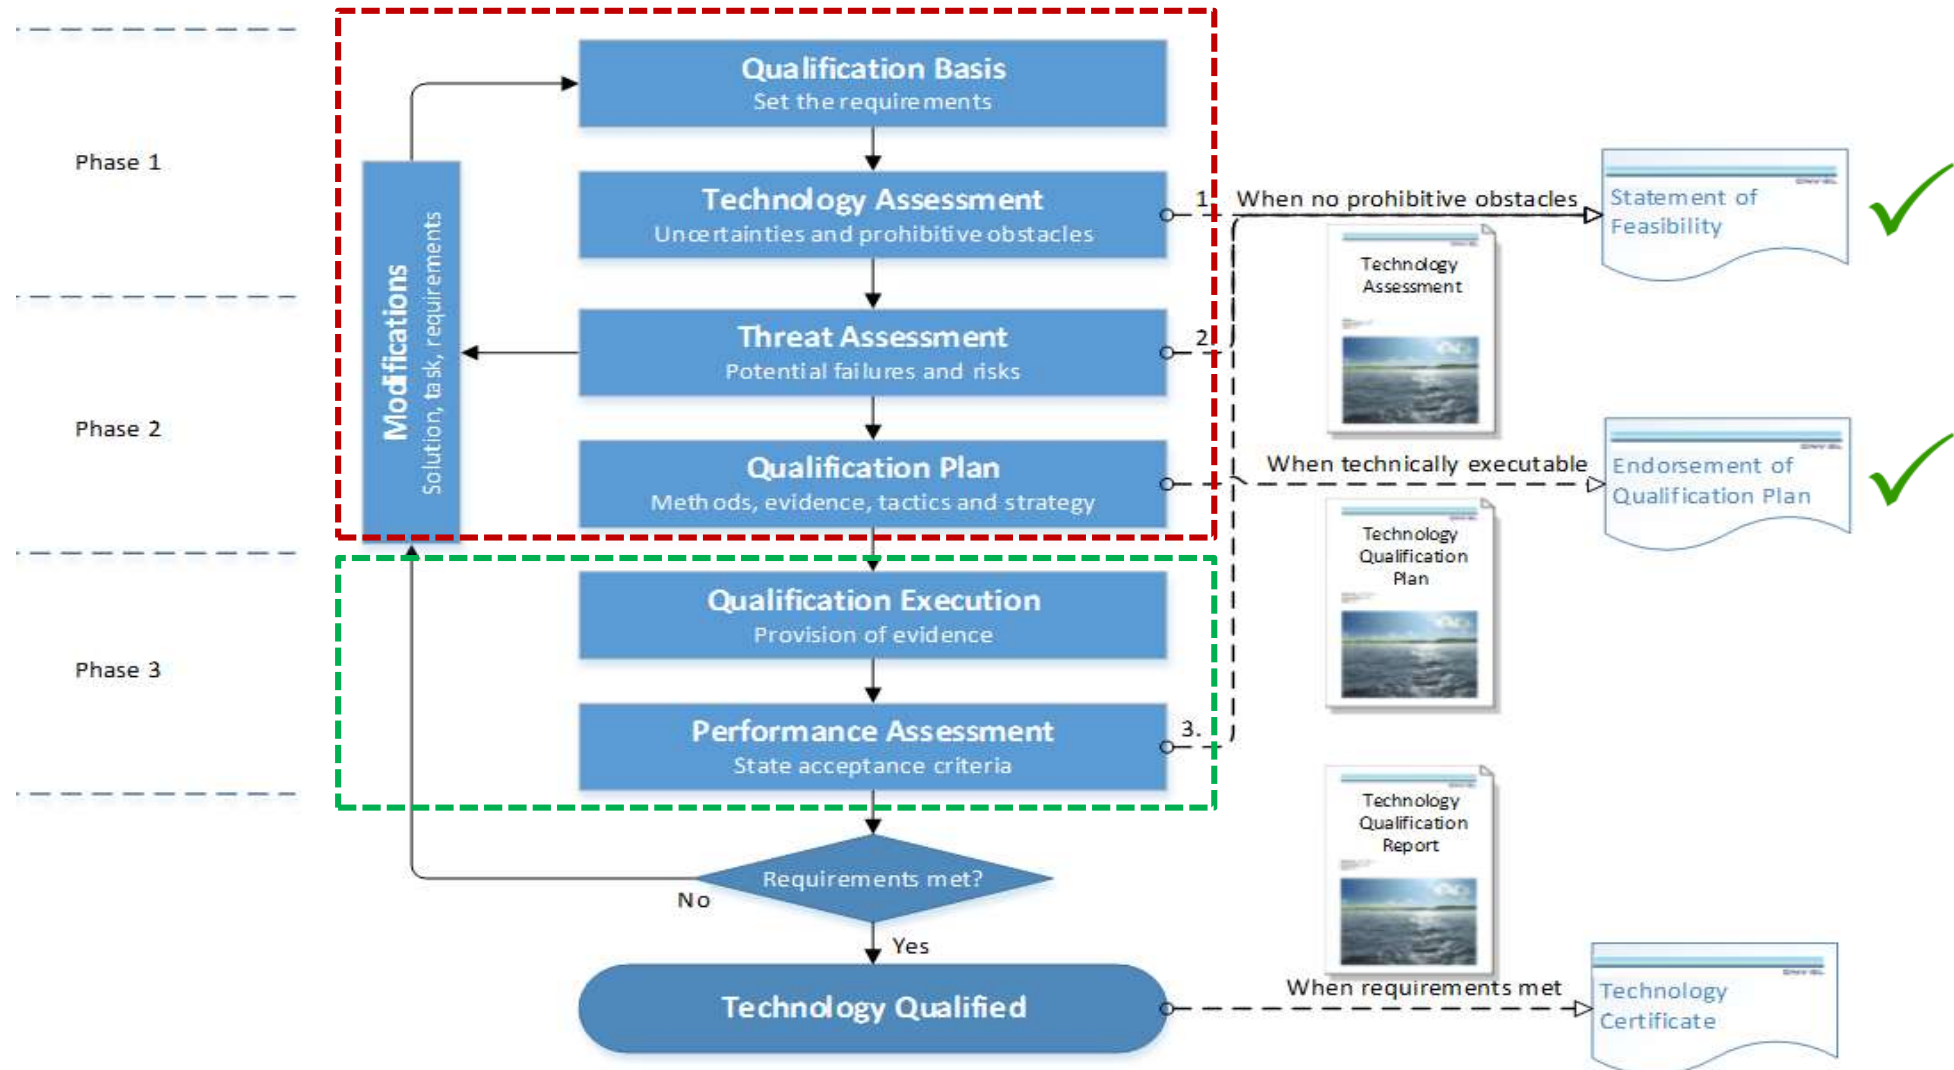 Phase 1
Phase 2
Phase 3
Qualification Basis
Set the requirements
Technology Assessment
Uncertainties and prohibitive obstacles
Threat Assessment
Potential failures and risks
Qualification Plan
Methods, evidence, tactics and strategy
Modifications
Solution, task, requirements
Qualification Execution
Provision of evidence
Performance Assessment
State acceptance criteria
Requirements met?
No
Yes
Technology Qualified
1.
When no prohibitive obstacles
2.
When technically executable
3.
When requirements met
Technology
Assessment
Technology
Qualification
Plan
Technology
Qualification
Report
Statement of
Feasibility
Endorsement of
Qualification Plan
Technology
Certificate